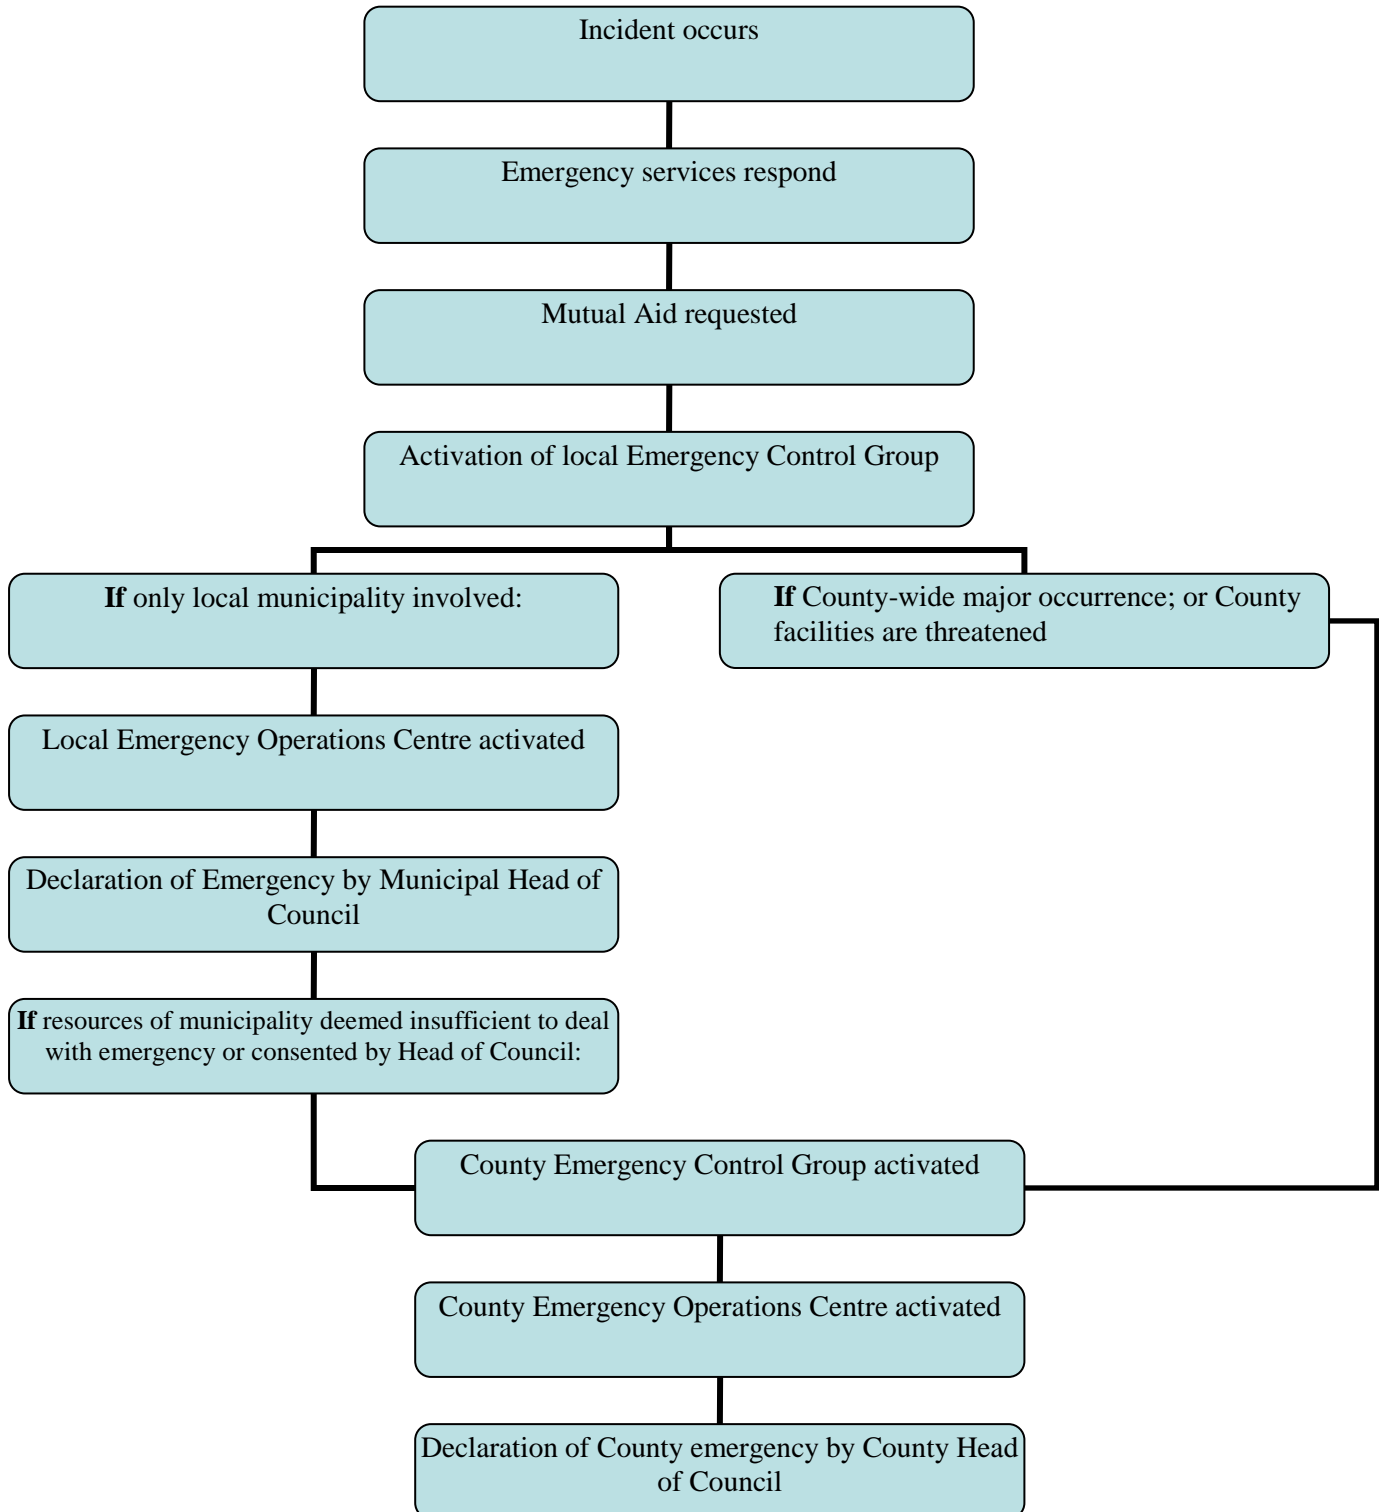 Incident occurs
Emergency services respond
Mutual Aid requested
Activation of local Emergency Control Group
If only local municipality involved:
If County-wide major occurrence; or County
facilities are threatened
Local Emergency Operations Centre activated
Declaration of Emergency by Municipal Head of
Council
If resources of municipality deemed insufficient to deal
with emergency or consented by Head of Council:
County Emergency Control Group activated
County Emergency Operations Centre activated
Declaration of County emergency by County Head
of Council